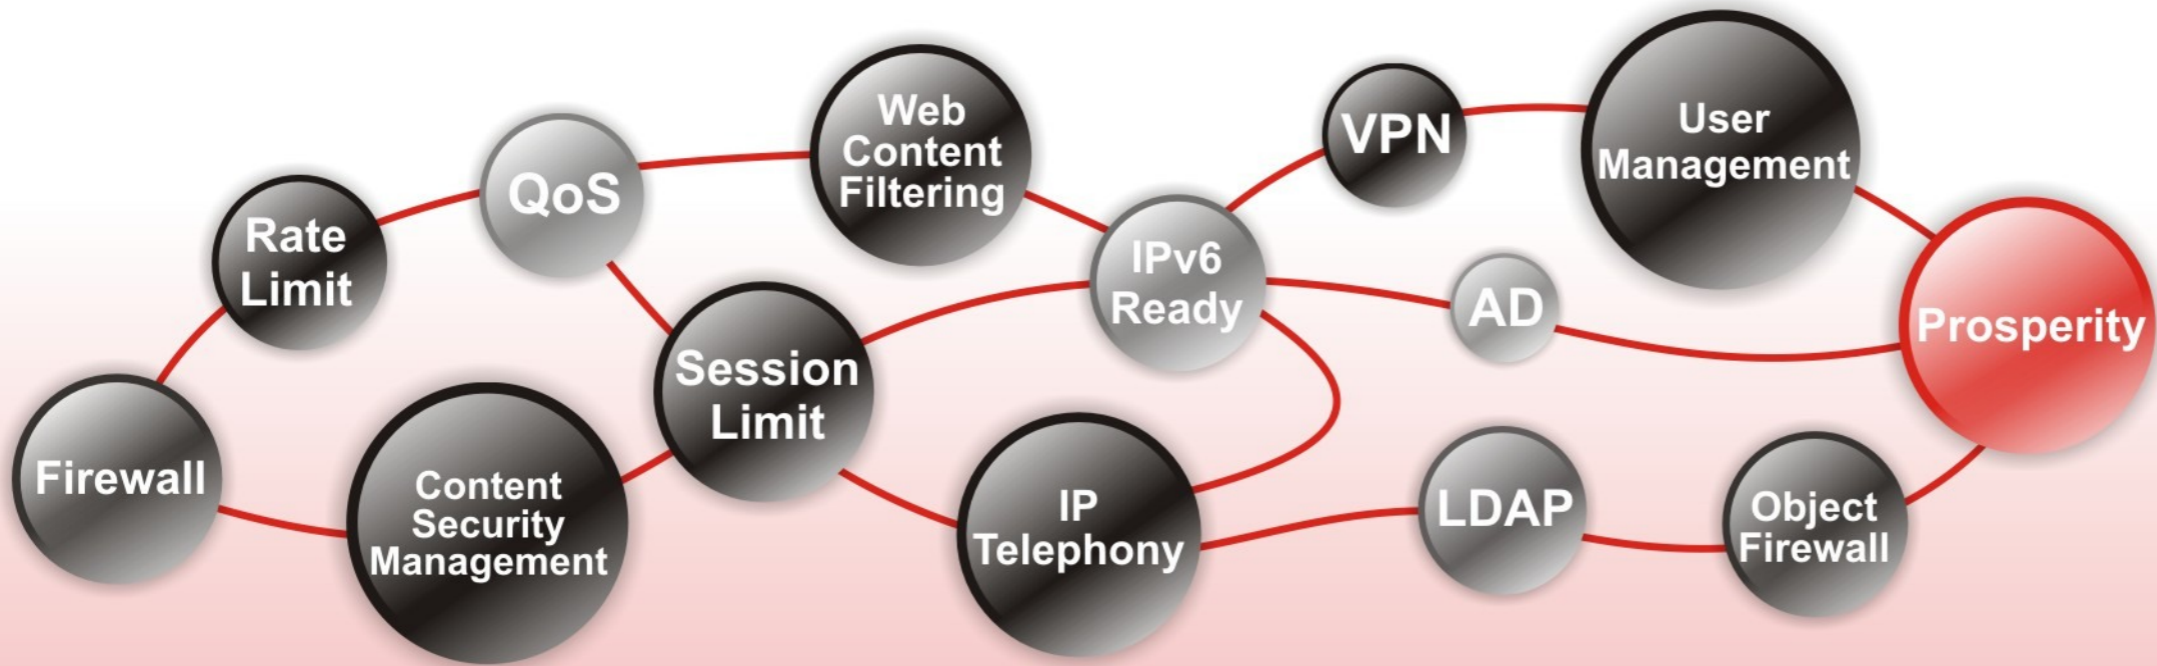 Firewall
Rate
Limit
QoS
Content
Security
Management
Session
Limit
Web
Content
Filtering
IPv6
Ready
IP
Telephony
VPN
AD
LDAP
User
Management
Object
Firewall
Prosperity